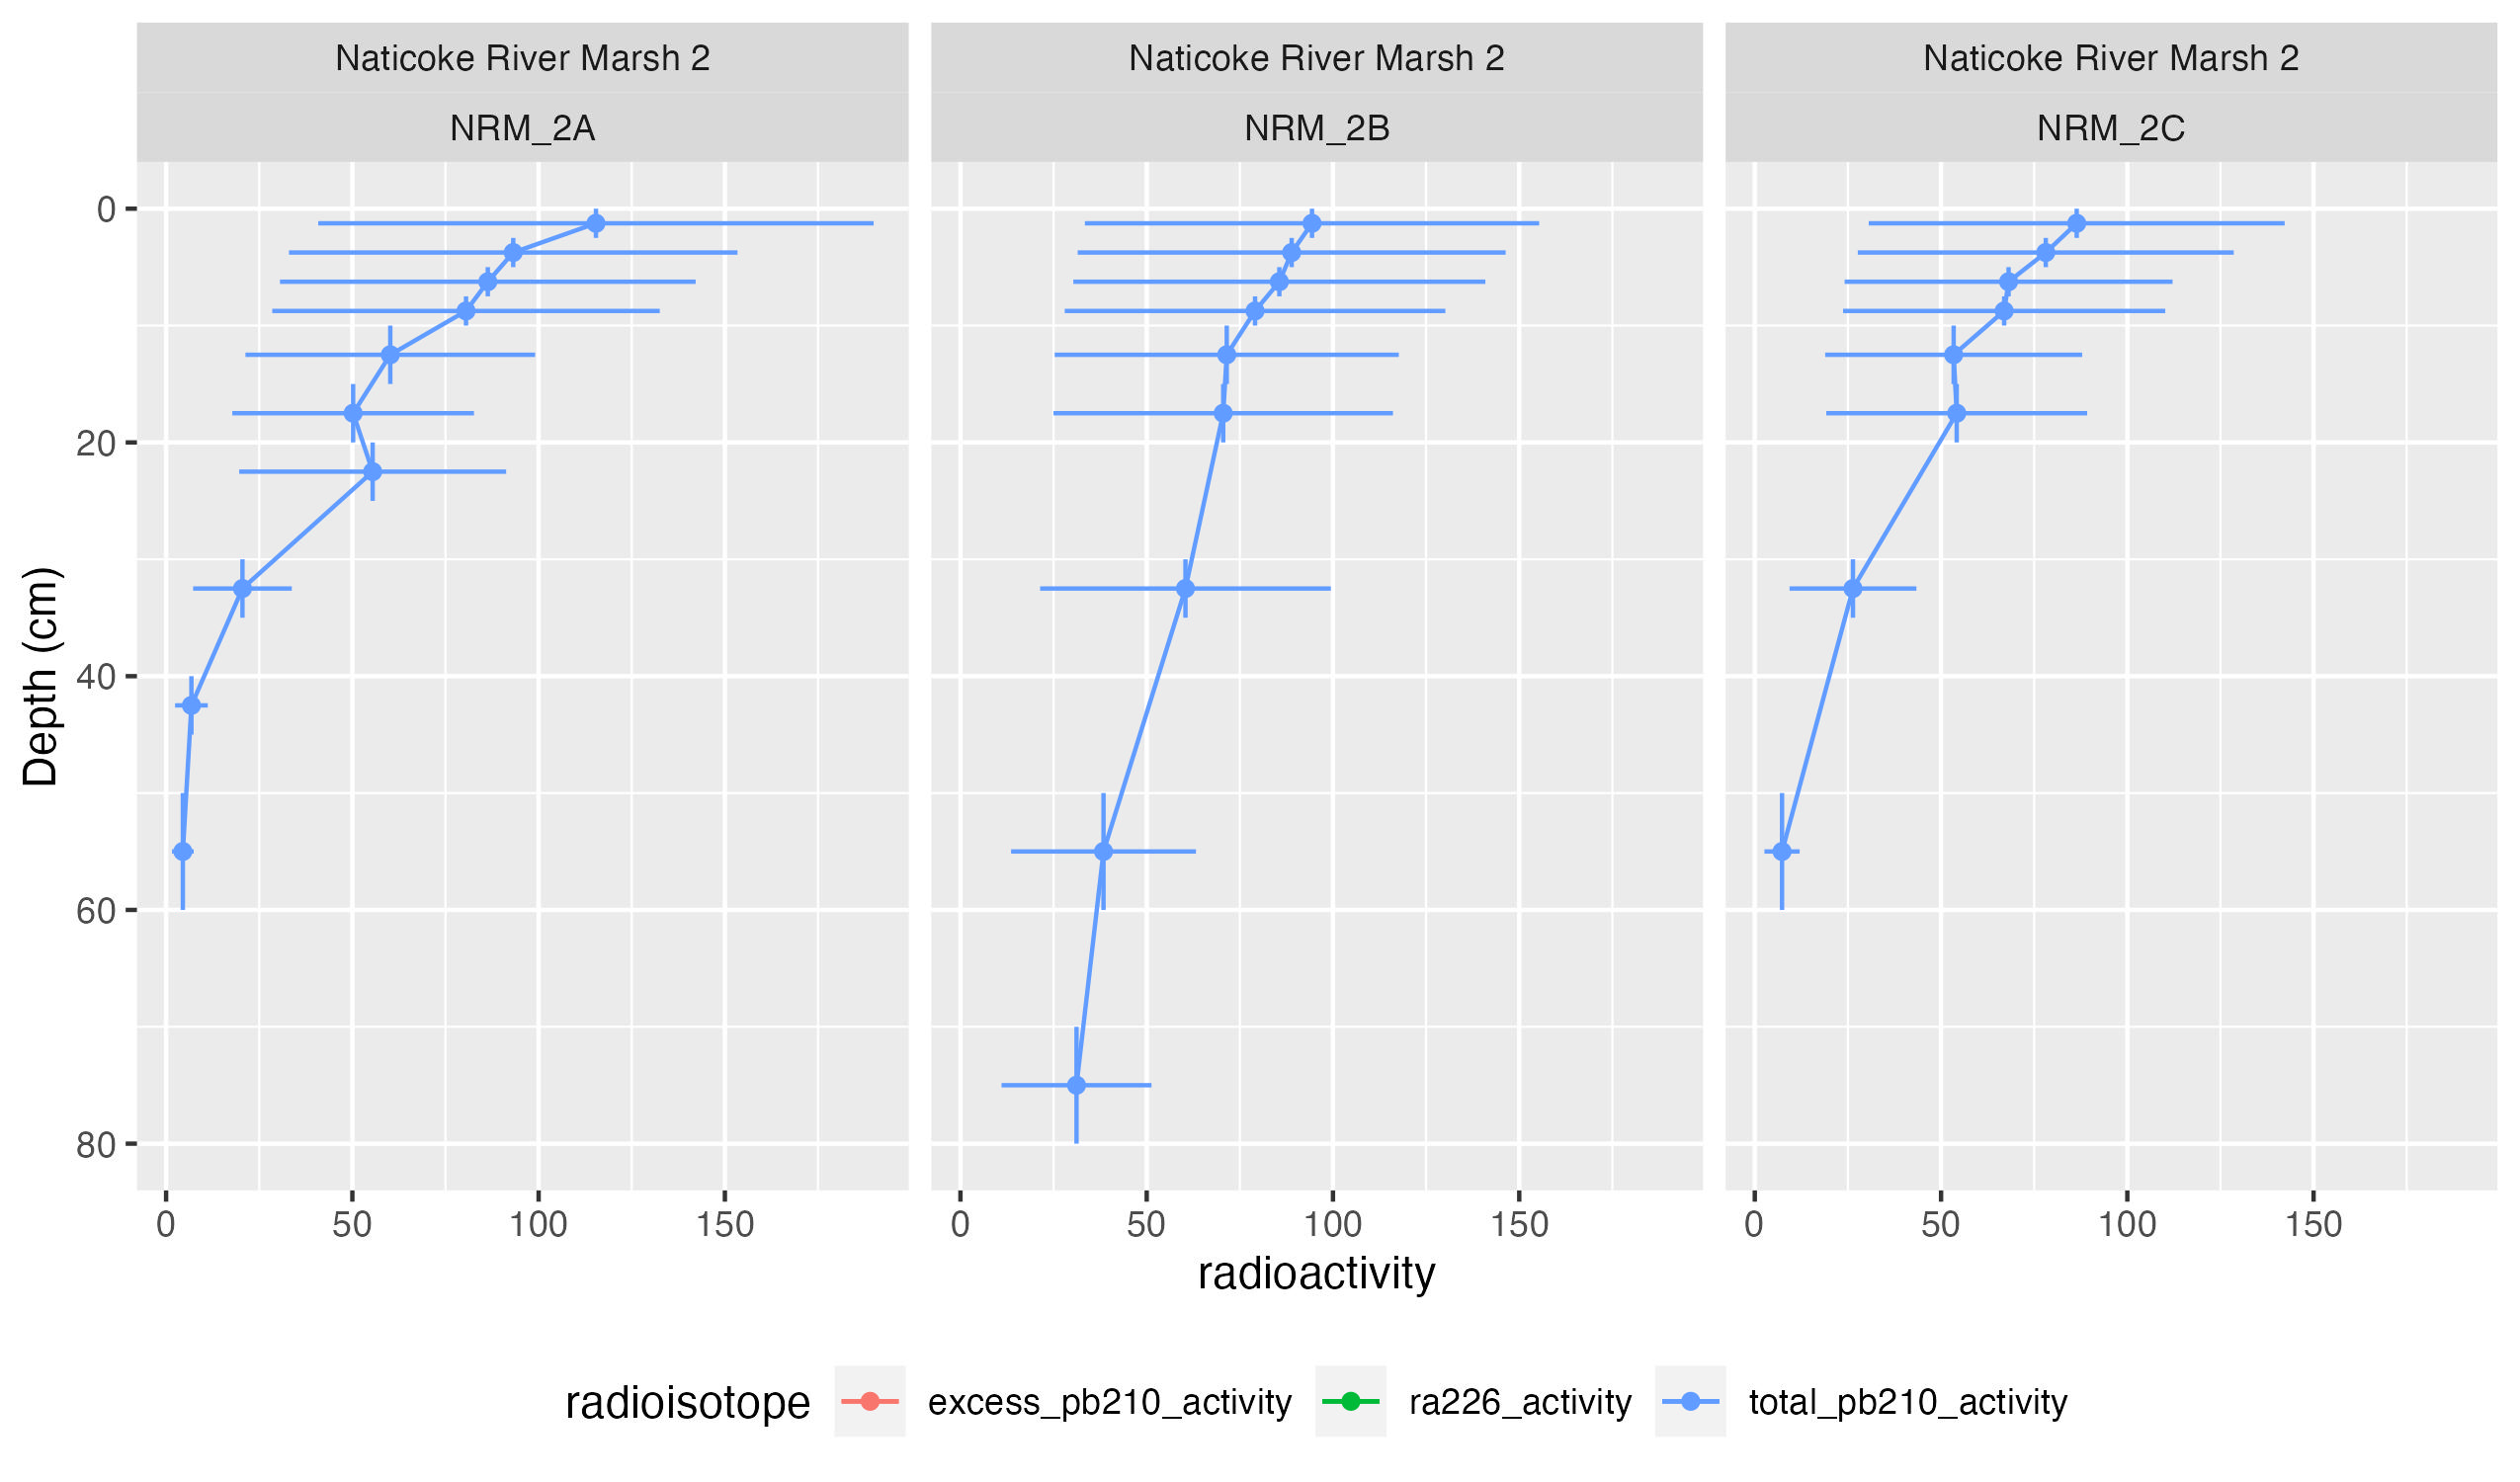 Naticoke River Marsh 2 Naticoke River Marsh 2 Naticoke River Marsh 2
NRM_2A NRM_2B NRM_2C
Depth (cm)
0
20
40
60
80
0 50 100 150 0 50 100 150 0 50 100 150
radioactivity
radioisotope excess_pb210_activity ra226_activity total_pb210_activity